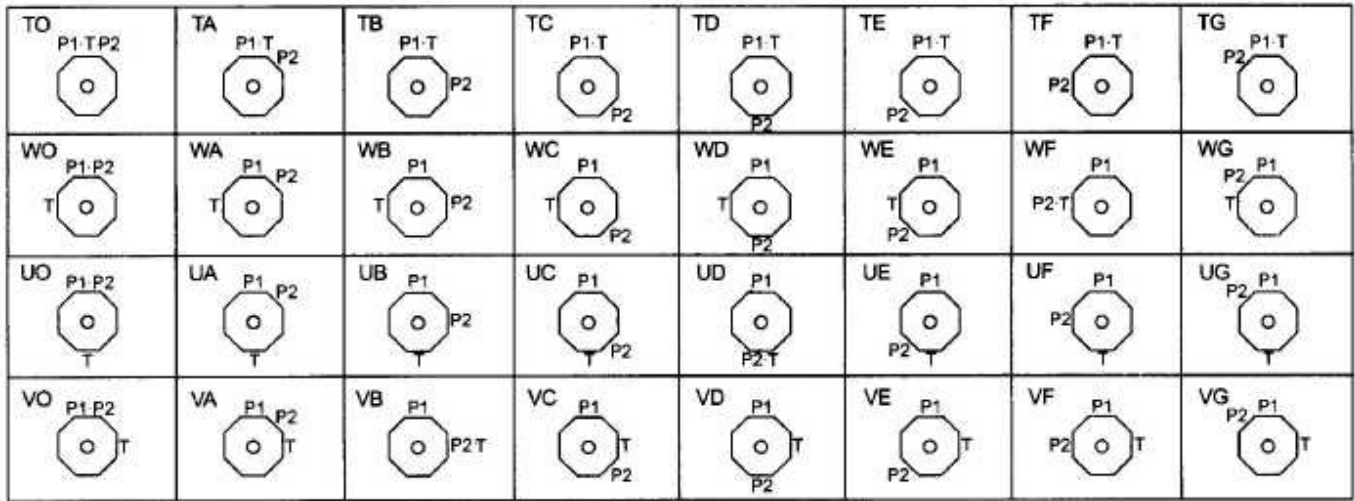 TO TA TB TC TD TE TF TG
P1·T P2 P1·T P1·T P1·T P1·T P1·T P1·T P1·T
P2 P2
P2 P2
P2 P2 P2
P2
WO WA WB WC WD WE WF WG
P1·P2 P1 P1 P1 P1 P1 P1 P1
P2 P2
T T T P2 T T T P2·T T
P2 P2 P2
UO UA UB UC UD UE UF UG
P1·P2 P1 P1 P1 P1 P1 P1 P1
P2 P2
P2 P2
P2 P2
T T T T P2·T T T T
VO VA VB VC VD VE VF VG
P1·P2 P1 P1 P1 P1 P1 P1 P1
P2 P2
T T P2·T T T T P2 T T
P2 P2 P2